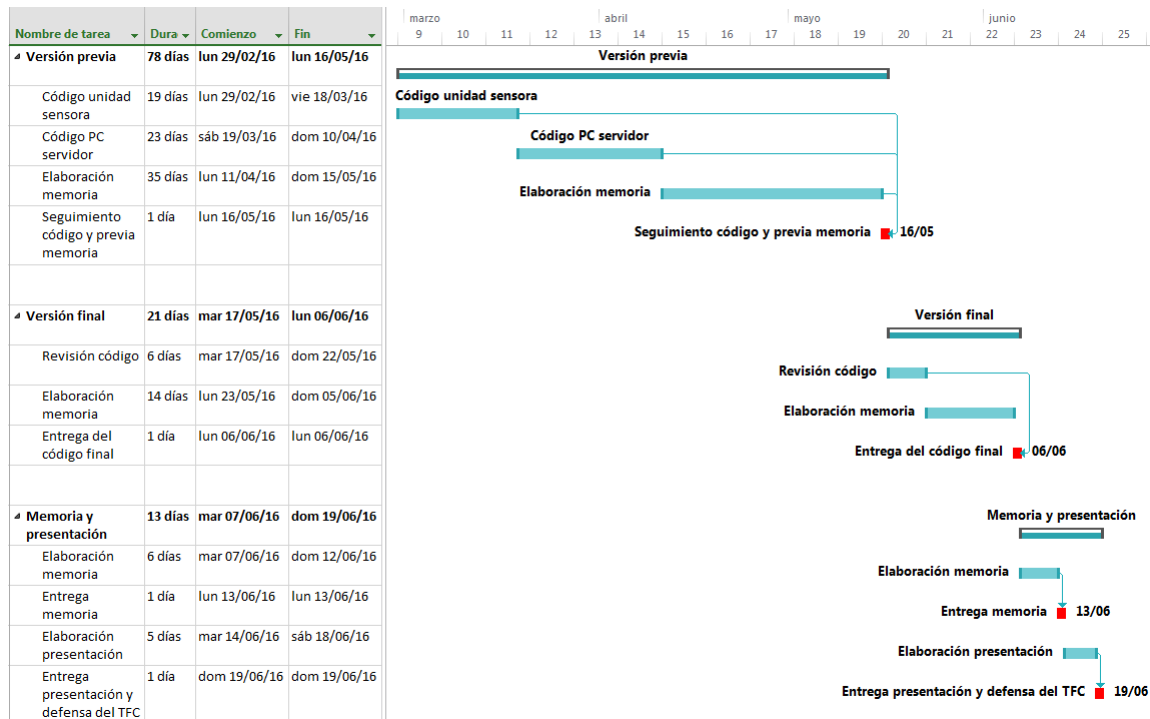 Nombre de tarea Dura Comienzo Fin
marzo abril mayo junio
9 10 11 12 13 14 15 16 17 18 19 20 21 22 23 24 25
Versión previa 78 días lun 29/02/16 lun 16/05/16
Versión previa
Código unidad sensora 19 días lun 29/02/16 vie 18/03/16
Código unidad sensora
Código PC servidor 23 días sáb 19/03/16 dom 10/04/16
Código PC servidor
Elaboración memoria 35 días lun 11/04/16 dom 15/05/16
Elaboración memoria
Seguimiento código y previa memoria 1 día lun 16/05/16 lun 16/05/16
Seguimiento código y previa memoria 16/05
Versión final 21 días mar 17/05/16 lun 06/06/16
Versión final
Revisión código 6 días mar 17/05/16 dom 22/05/16
Revisión código
Elaboración memoria 14 días lun 23/05/16 dom 05/06/16
Elaboración memoria
Entrega del código final 1 día lun 06/06/16 lun 06/06/16
Entrega del código final 06/06
Memoria y presentación 13 días mar 07/06/16 dom 19/06/16
Memoria y presentación
Elaboración memoria 6 días mar 07/06/16 dom 12/06/16
Elaboración memoria
Entrega memoria 1 día lun 13/06/16 lun 13/06/16
Entrega memoria 13/06
Elaboración presentación 5 días mar 14/06/16 sáb 18/06/16
Elaboración presentación
Entrega presentación y defensa del TFC 1 día dom 19/06/16 dom 19/06/16
Entrega presentación y defensa del TFC 19/06